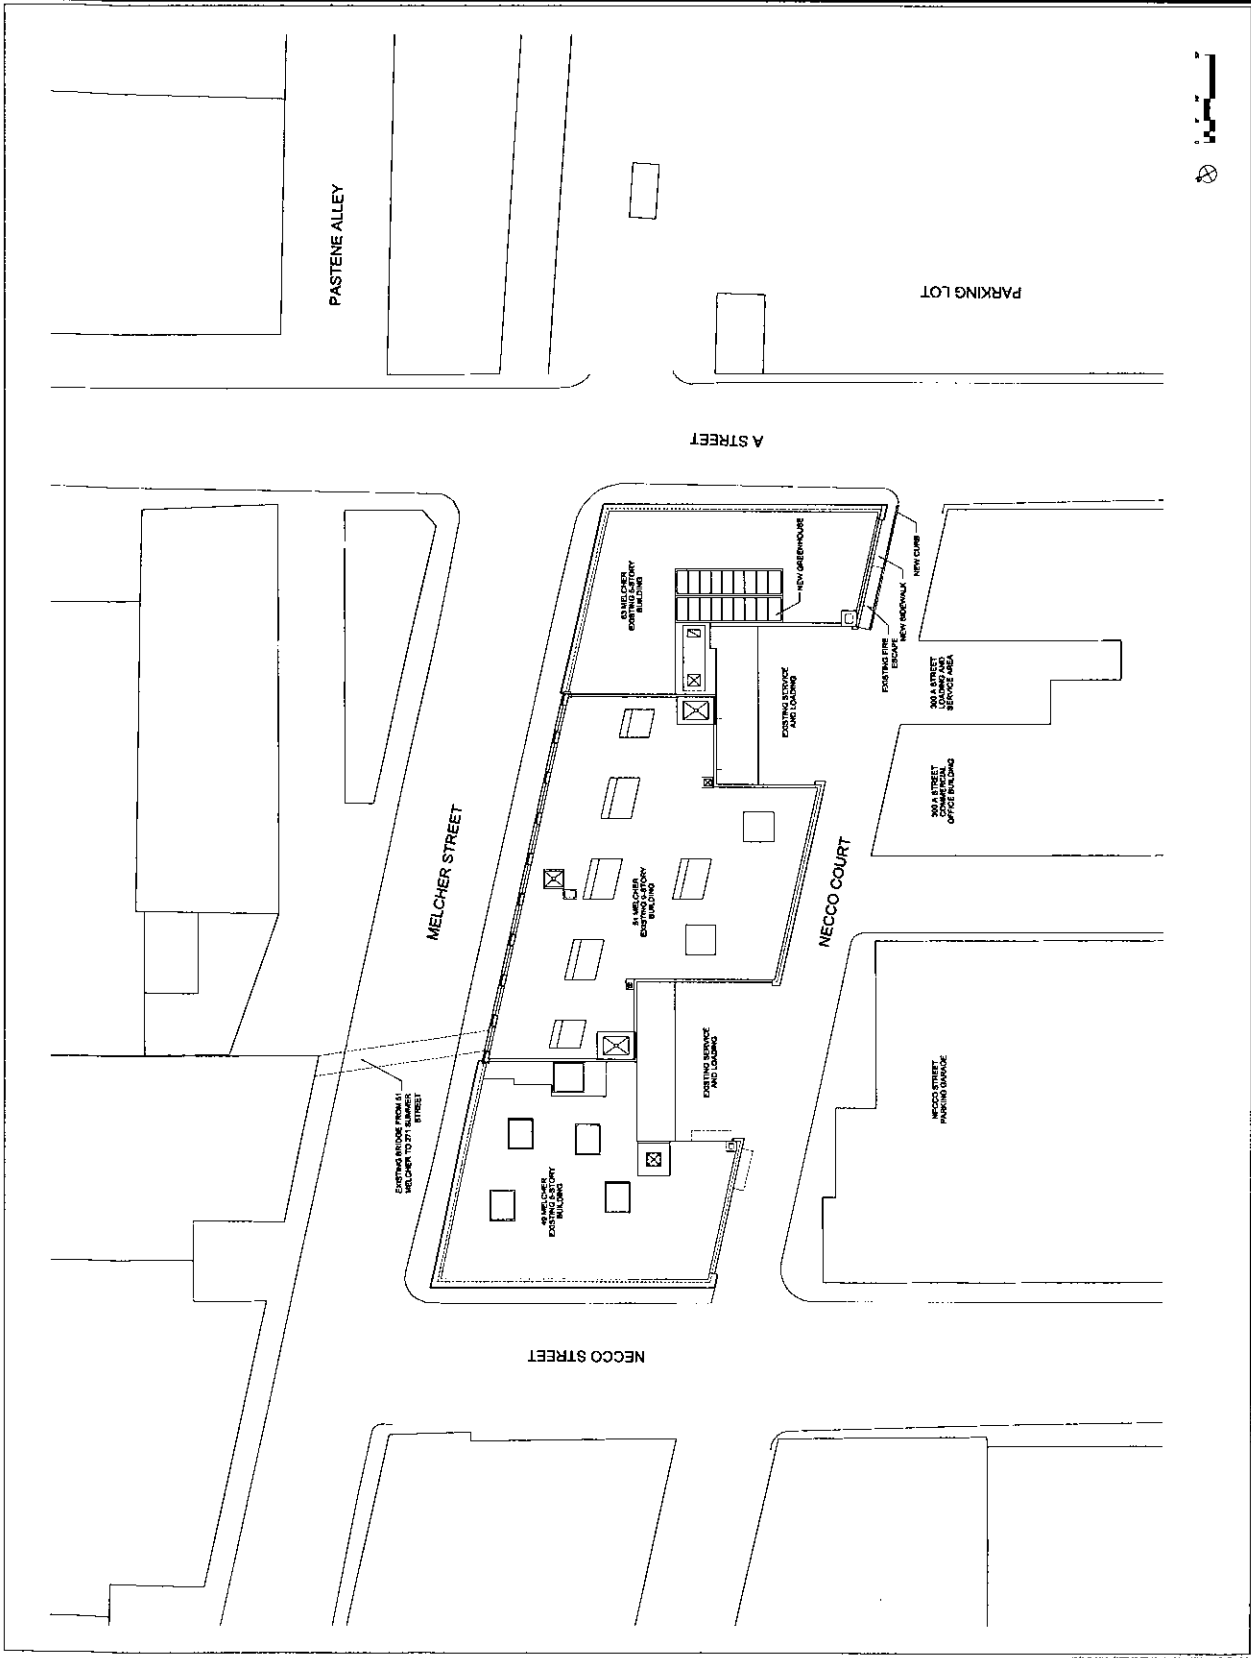 PASTENE ALLEY
PARKING LOT
A STREET
MELCHER STREET
63 MELCHER
EXISTING 5-STORY
BUILDING
NEW GREENHOUSE
NEW CURB
NEW SIDEWALK
EXISTING FIRE
ESCAPE
EXISTING SERVICE
AND LOADING
300 A STREET
LOADING AND
SERVICE AREA
300 A STREET
COMMERCIAL
OFFICE BUILDING
51 MELCHER
EXISTING 9-STORY
BUILDING
NECCO COURT
EXISTING SERVICE
AND LOADING
NECCO STREET
PARKING GARAGE
EXISTING BRIDGE FROM 51
MELCHER TO 271 SUMMER
STREET
49 MELCHER
EXISTING 5-STORY
BUILDING
NECCO STREET